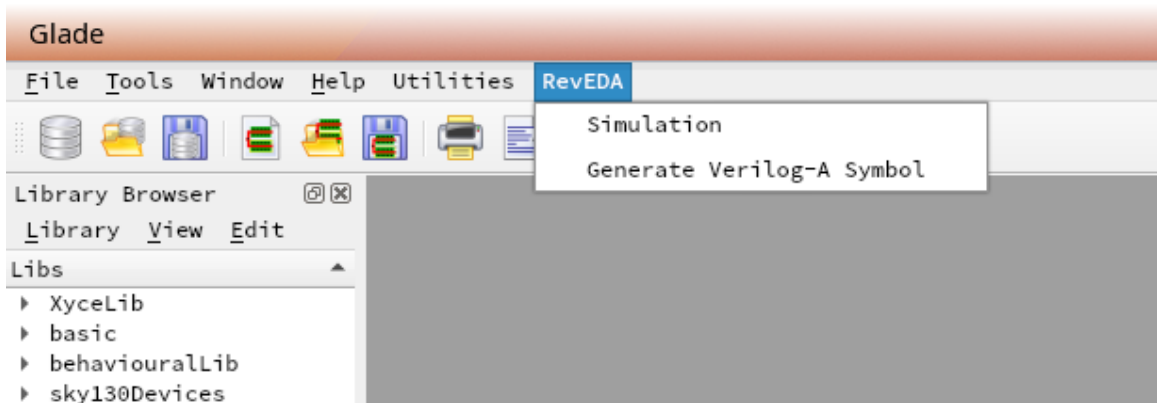 Glade
File Tools Window Help Utilities RevEDA
Simulation
Generate Verilog-A Symbol
Library Browser
Library View Edit
Libs
XyceLib
basic
behaviouralLib
sky130Devices